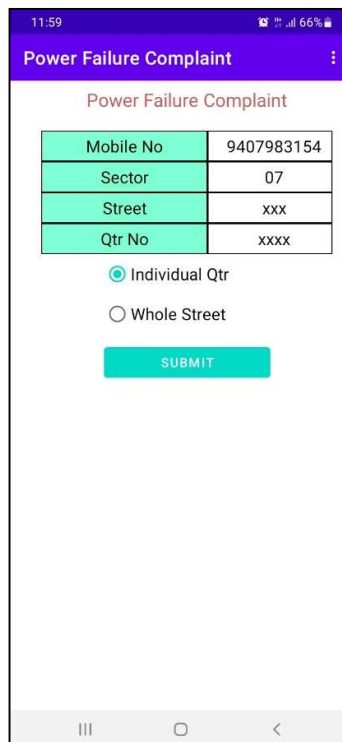 11:59 66%
Power Failure Complaint
Power Failure Complaint
Mobile No 9407983154
Sector 07
Street xxx
Qtr No xxxx
Individual Qtr
Whole Street
SUBMIT